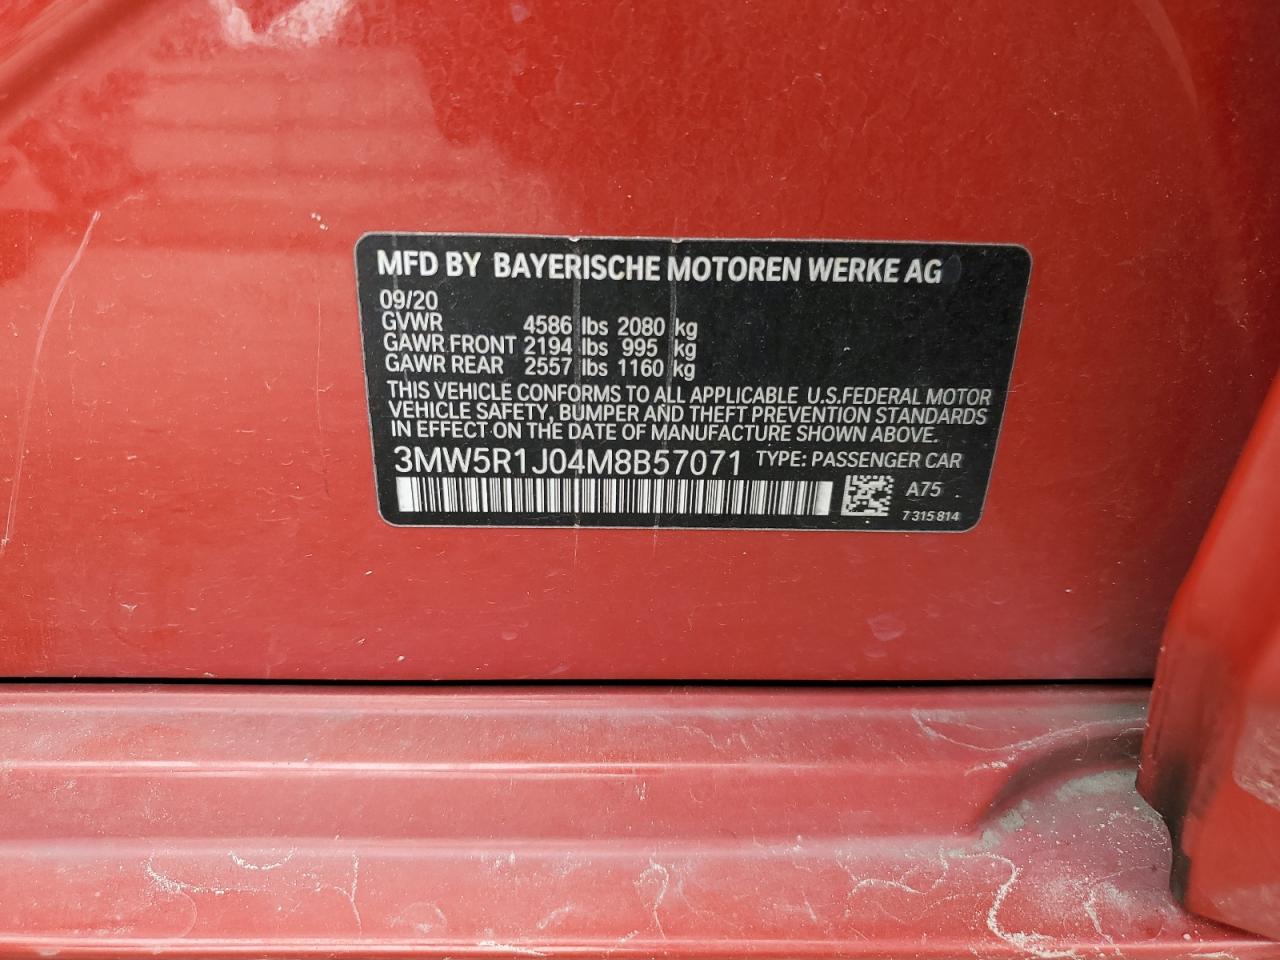 MFD BY BAYERISCHE MOTOREN WERKE AG
09/20
GVWR 4586 lbs 2080 kg
GAWR FRONT 2194 lbs 995 kg
GAWR REAR 2557 lbs 1160 kg
THIS VEHICLE CONFORMS TO ALL APPLICABLE U.S.FEDERAL MOTOR
VEHICLE SAFETY, BUMPER AND THEFT PREVENTION STANDARDS
IN EFFECT ON THE DATE OF MANUFACTURE SHOWN ABOVE.
3MW5R1J04M8B57071 TYPE: PASSENGER CAR
A75
7 315 814